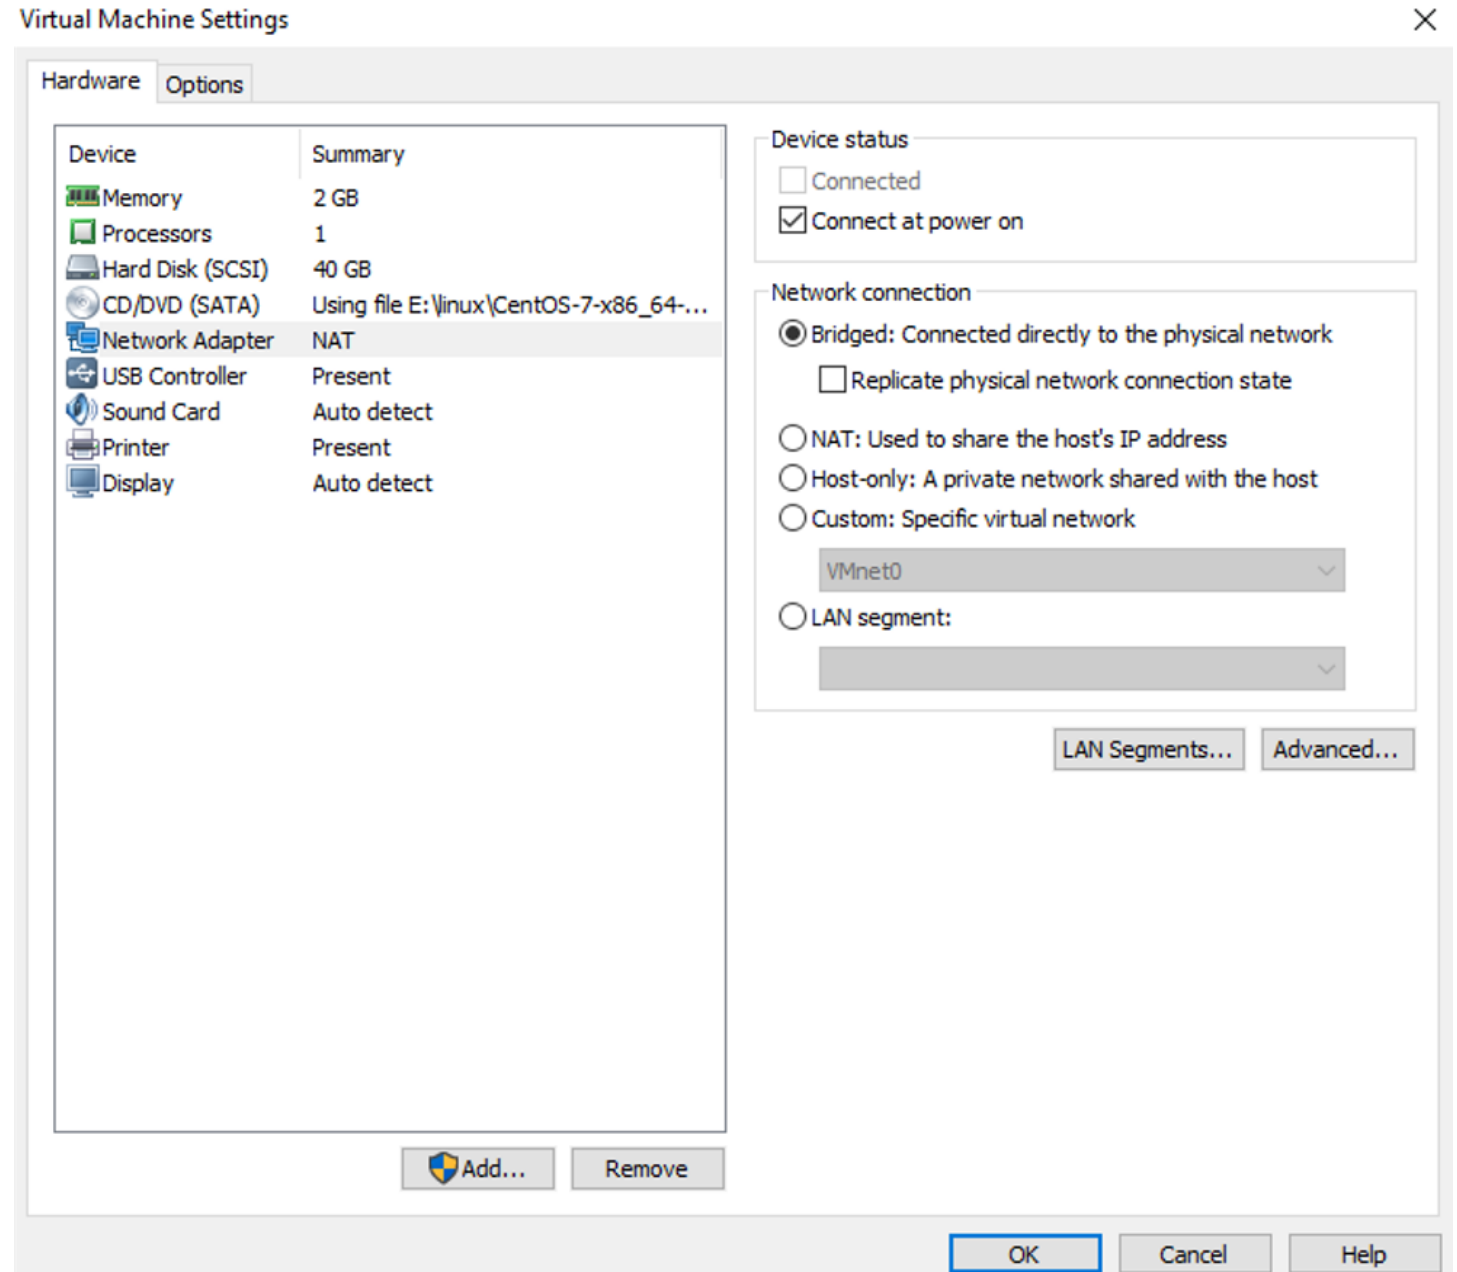 Virtual Machine Settings
Hardware
Options
Device Summary
Memory 2 GB
Processors 1
Hard Disk (SCSI) 40 GB
CD/DVD (SATA) Using file E:\linux\CentOS-7-x86_64-...
Network Adapter NAT
USB Controller Present
Sound Card Auto detect
Printer Present
Display Auto detect
Add...
Remove
Device status
Connected
Connect at power on
Network connection
Bridged: Connected directly to the physical network
Replicate physical network connection state
NAT: Used to share the host's IP address
Host-only: A private network shared with the host
Custom: Specific virtual network
VMnet0
LAN segment:
LAN Segments...
Advanced...
OK
Cancel
Help